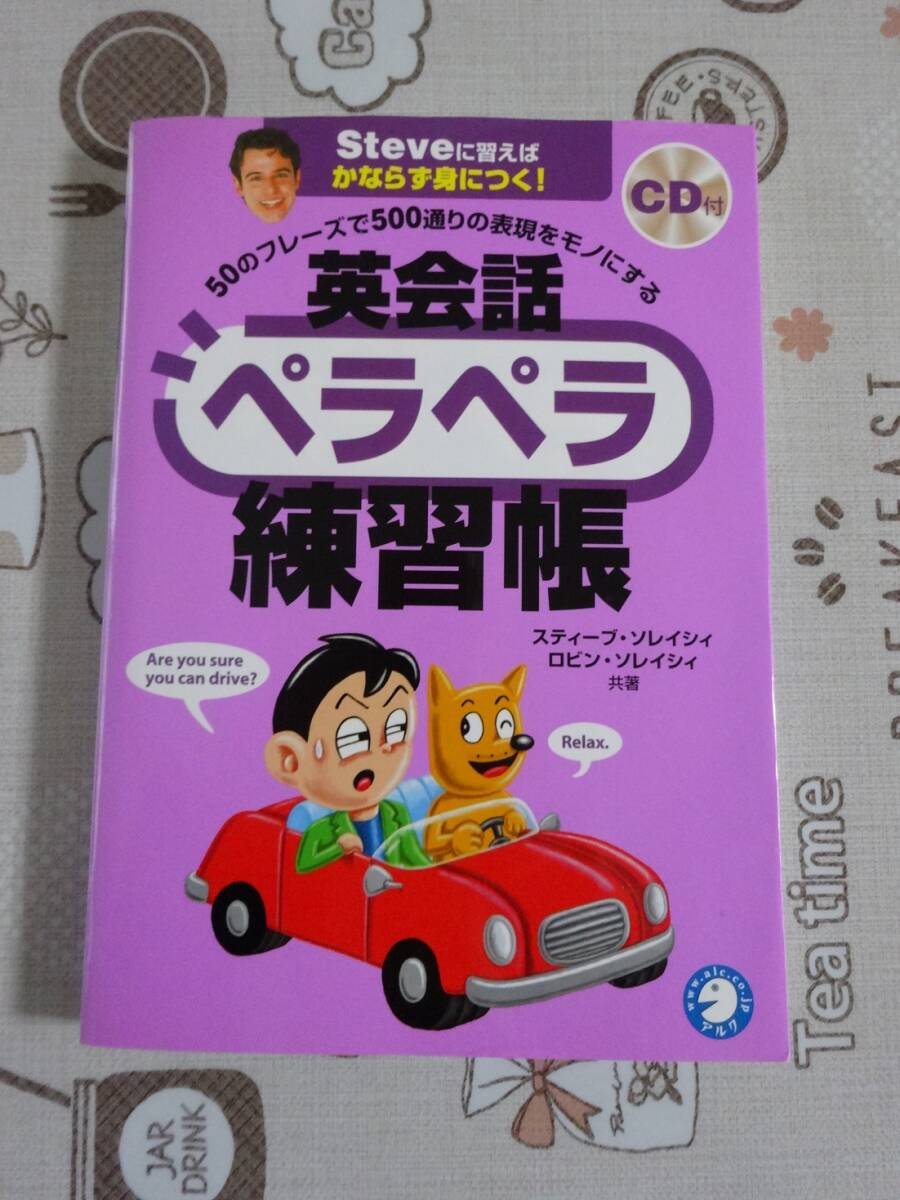 Steveに習えば
かならず身につく!
CD付
50のフレーズで500通りの表現をモノにする
英会話
ペラペラ
練習帳
スティーブ・ソレイシィ
ロビン・ソレイシィ
共著
Are you sure
you can drive?
Relax.
www.alc.co.jp
アルク
BREAKFAST
Tea time
JAR
DRINK
Ca